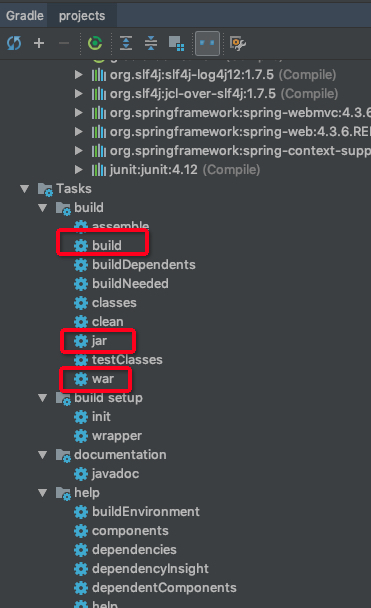 Gradle projects
org.slf4j:slf4j-log4j12:1.7.5 (Compile)
org.slf4j:jcl-over-slf4j:1.7.5 (Compile)
org.springframework:spring-webmvc:4.3.6
org.springframework:spring-web:4.3.6.RE
org.springframework:spring-context-supp
junit:junit:4.12 (Compile)
Tasks
build
assemble
build
buildDependents
buildNeeded
classes
clean
jar
testClasses
war
build setup
init
wrapper
documentation
javadoc
help
buildEnvironment
components
dependencies
dependencyInsight
dependentComponents
help